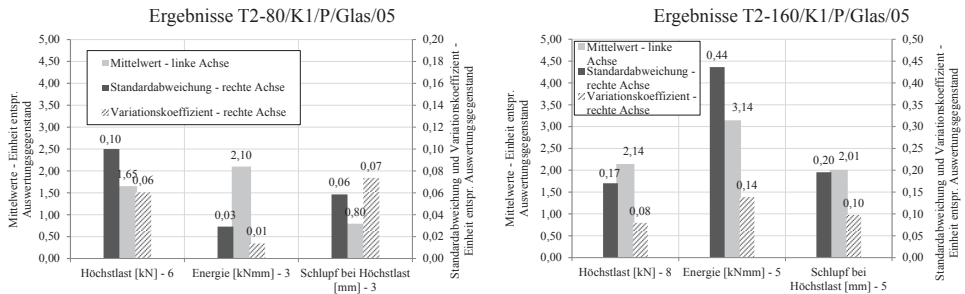 Ergebnisse T2-80/K1/P/Glas/05
Mittelwerte - Einheit entspr.
Auswertungsgegenstand
5,00
4,50
4,00
3,50
3,00
2,50
2,00
1,50
1,00
0,50
0,00
Mittelwert - linke Achse
Standardabweichung - rechte Achse
Variationskoeffizient - rechte Achse
0,10
1,65
0,06
0,03
2,10
0,01
0,06
0,80
0,07
0,20
0,18
0,16
0,14
0,12
0,10
0,08
0,06
0,04
0,02
0,00
Standardabweichung und Variationskoeffizient -
Einheit entspr. Auswertungsgegenstand
Höchstlast [kN] - 6
Energie [kNmm] - 3
Schlupf bei Höchstlast
[mm] - 3
Ergebnisse T2-160/K1/P/Glas/05
Mittelwerte - Einheit entspr.
Auswertungsgegenstand
5,00
4,50
4,00
3,50
3,00
2,50
2,00
1,50
1,00
0,50
0,00
Mittelwert - linke
Achse
Standardabweichung -
rechte Achse
Variationskoeffizient -
rechte Achse
0,17
2,14
0,08
0,44
3,14
0,14
0,20
2,01
0,10
0,50
0,45
0,40
0,35
0,30
0,25
0,20
0,15
0,10
0,05
0,00
Standardabweichung und Variationskoeffizient -
Einheit entspr. Auswertungsgegenstand
Höchstlast [kN] - 8
Energie [kNmm] - 5
Schlupf bei
Höchstlast [mm] - 5